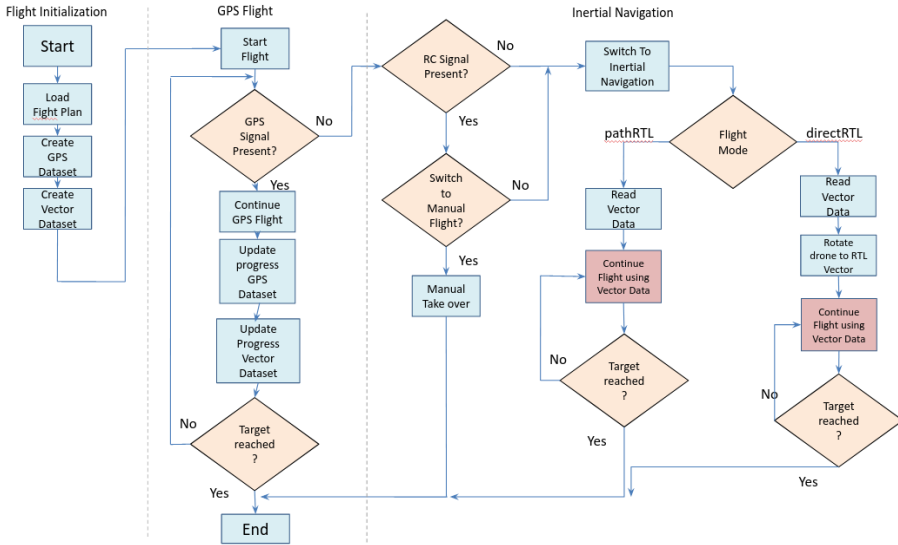 Flight Initialization
GPS Flight
Inertial Navigation
Start
Load
Fight Plan
Create
GPS
Dataset
Create
Vector
Dataset
Start
Flight
GPS
Signal
Present?
No
Yes
Continue
GPS Flight
Update
progress
GPS
Dataset
Update
Progress
Vector
Dataset
Target
reached
?
No
Yes
End
RC Signal
Present?
No
Yes
Switch
to
Manual
Flight?
No
Yes
Manual
Take over
Switch To
Inertial
Navigation
Flight
Mode
pathRTL
directRTL
Read
Vector
Data
Continue
Flight using
Vector Data
Target
reached
?
No
Yes
Read
Vector
Data
Rotate
drone to RTL
Vector
Continue
Flight using
Vector Data
Target
reached
?
No
Yes